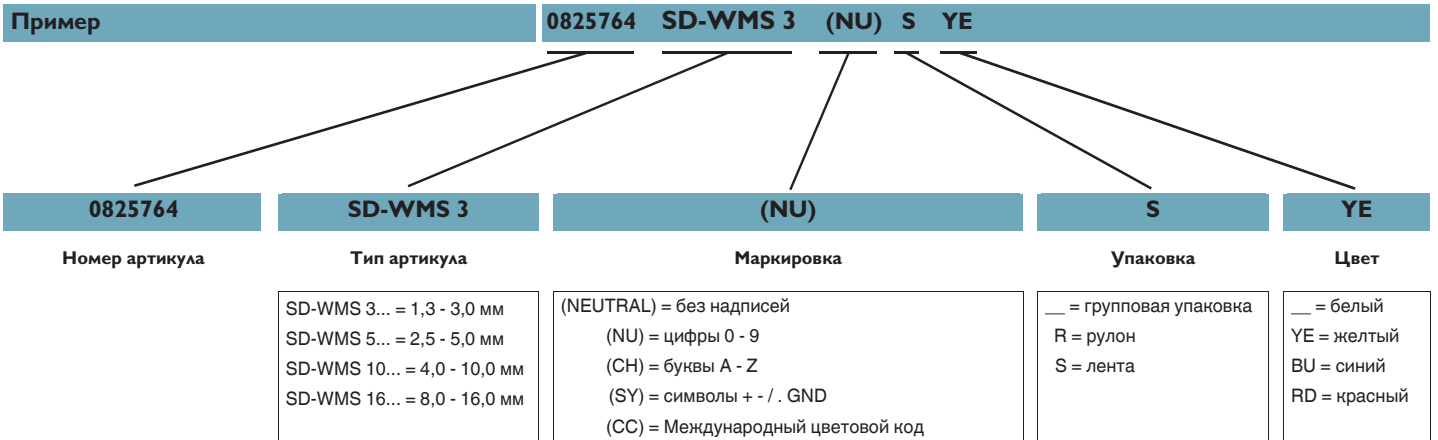 Пример 0825764 SD-WMS 3 (NU) S YE
0825764 SD-WMS 3 (NU) S YE
Номер артикула Тип артикула Маркировка Упаковка Цвет
SD-WMS 3... = 1,3 - 3,0 мм
SD-WMS 5... = 2,5 - 5,0 мм
SD-WMS 10... = 4,0 - 10,0 мм
SD-WMS 16... = 8,0 - 16,0 мм
(NEUTRAL) = без надписей
(NU) = цифры 0 - 9
(CH) = буквы A - Z
(SY) = символы + - / . GND
(CC) = Международный цветовой код
__ = групповая упаковка
R = рулон
S = лента
__ = белый
YE = желтый
BU = синий
RD = красный